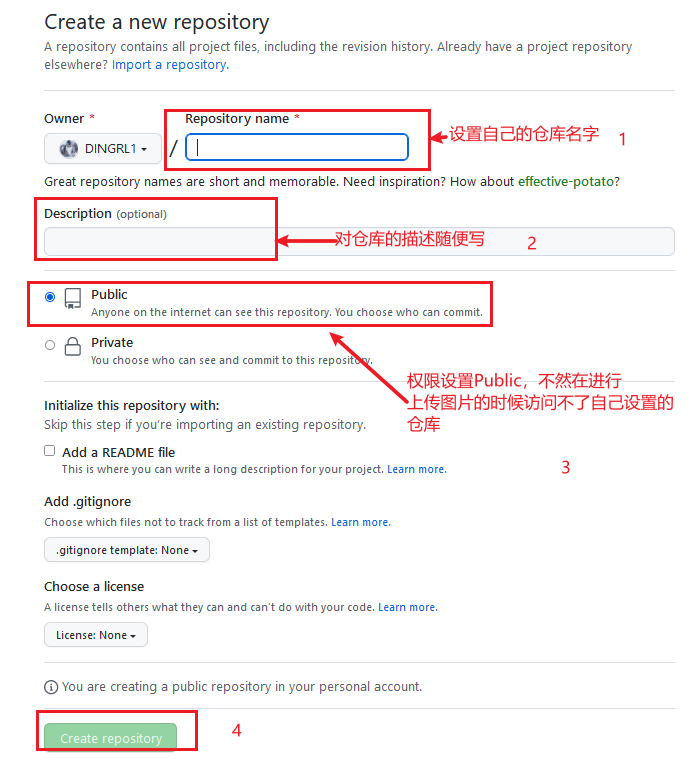 Create a new repository
A repository contains all project files, including the revision history. Already have a project repository
elsewhere? Import a repository.
Owner *
Repository name *
DINGRL1
/
设置自己的仓库名字 1
Great repository names are short and memorable. Need inspiration? How about effective-potato?
Description (optional)
对仓库的描述随便写 2
Public
Anyone on the internet can see this repository. You choose who can commit.
Private
You choose who can see and commit to this repository.
权限设置Public，不然在进行
上传图片的时候访问不了自己设置的
仓库
3
Initialize this repository with:
Skip this step if you're importing an existing repository.
Add a README file
This is where you can write a long description for your project. Learn more.
Add .gitignore
Choose which files not to track from a list of templates. Learn more.
.gitignore template: None
Choose a license
A license tells others what they can and can't do with your code. Learn more.
License: None
You are creating a public repository in your personal account.
Create repository
4